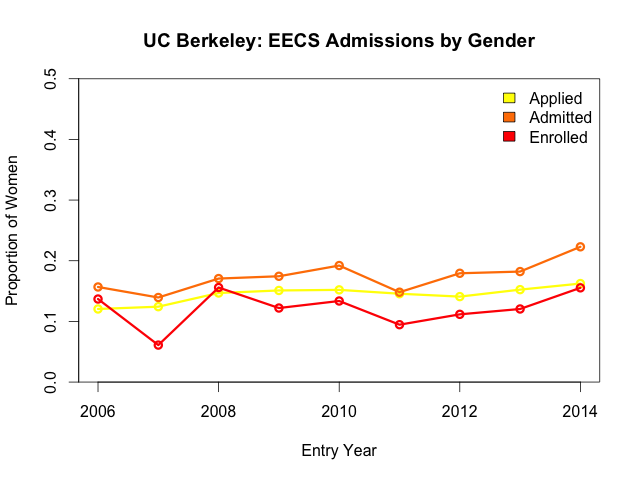 UC Berkeley: EECS Admissions by Gender
Applied
Admitted
Enrolled
Proportion of Women
0.5
0.4
0.3
0.2
0.1
0.0
2006 2008 2010 2012 2014
Entry Year